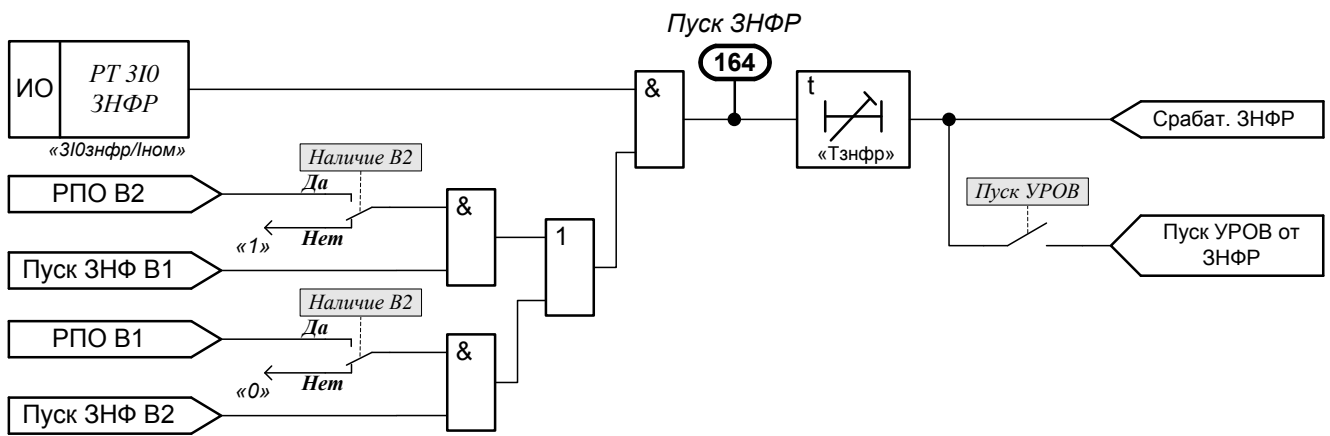 Пуск ЗНФР
164
ИО
РТ 3I0
ЗНФР
«3I0знфр/Iном»
&
t
«Тзнфр»
Срабат. ЗНФР
Наличие В2
РПО В2
Да
&
«1»
Нет
Пуск ЗНФ В1
1
Пуск УРОВ
Пуск УРОВ от
ЗНФР
Наличие В2
РПО В1
Да
&
«0»
Нет
Пуск ЗНФ В2